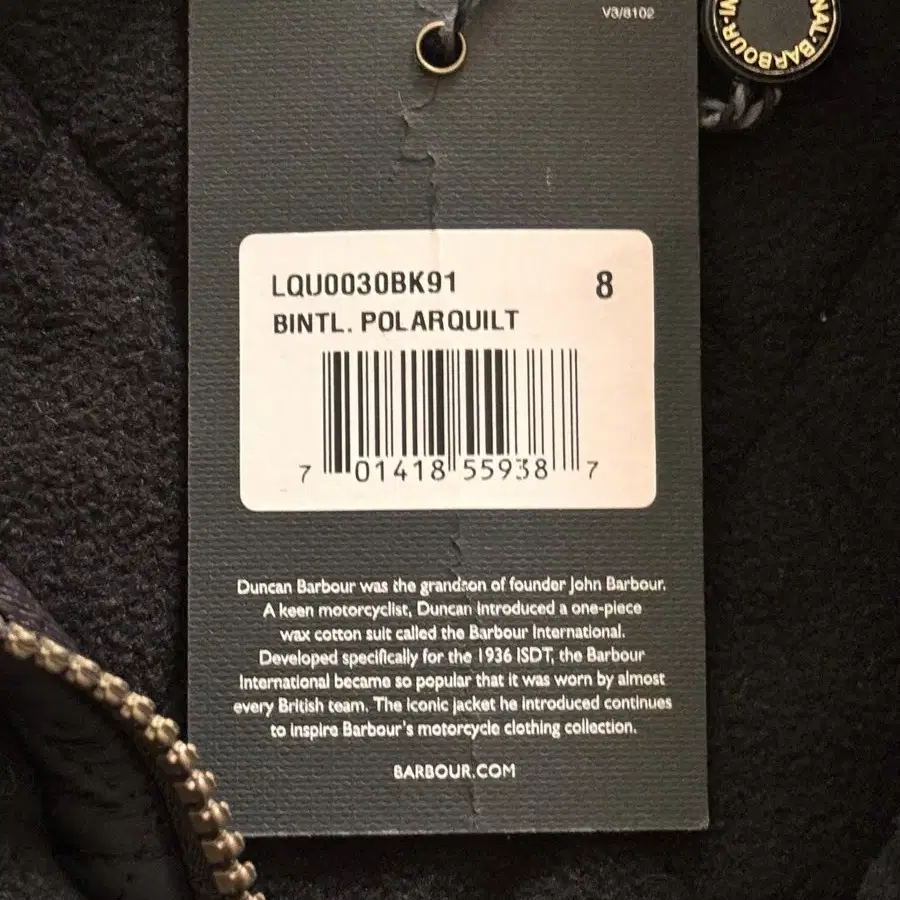 V3/8102
NAL·BARBOUR·IN
LQU0030BK91 8
BINTL. POLARQUILT
7 01418 55938 7
Duncan Barbour was the grandson of founder John Barbour.
A keen motorcyclist, Duncan introduced a one-piece
wax cotton suit called the Barbour International.
Developed specifically for the 1936 ISDT, the Barbour
International became so popular that it was worn by almost
every British team. The iconic jacket he introduced continues
to inspire Barbour's motorcycle clothing collection.
BARBOUR.COM